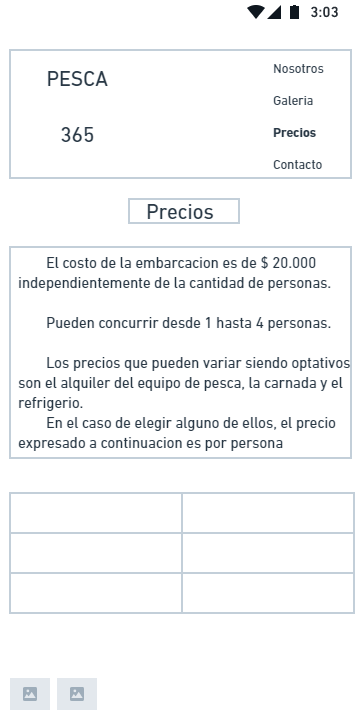 3:03
PESCA
365
Nosotros
Galeria
Precios
Contacto
Precios
El costo de la embarcacion es de $ 20.000
independientemente de la cantidad de personas.
Pueden concurrir desde 1 hasta 4 personas.
Los precios que pueden variar siendo optativos
son el alquiler del equipo de pesca, la carnada y el
refrigerio.
En el caso de elegir alguno de ellos, el precio
expresado a continuacion es por persona